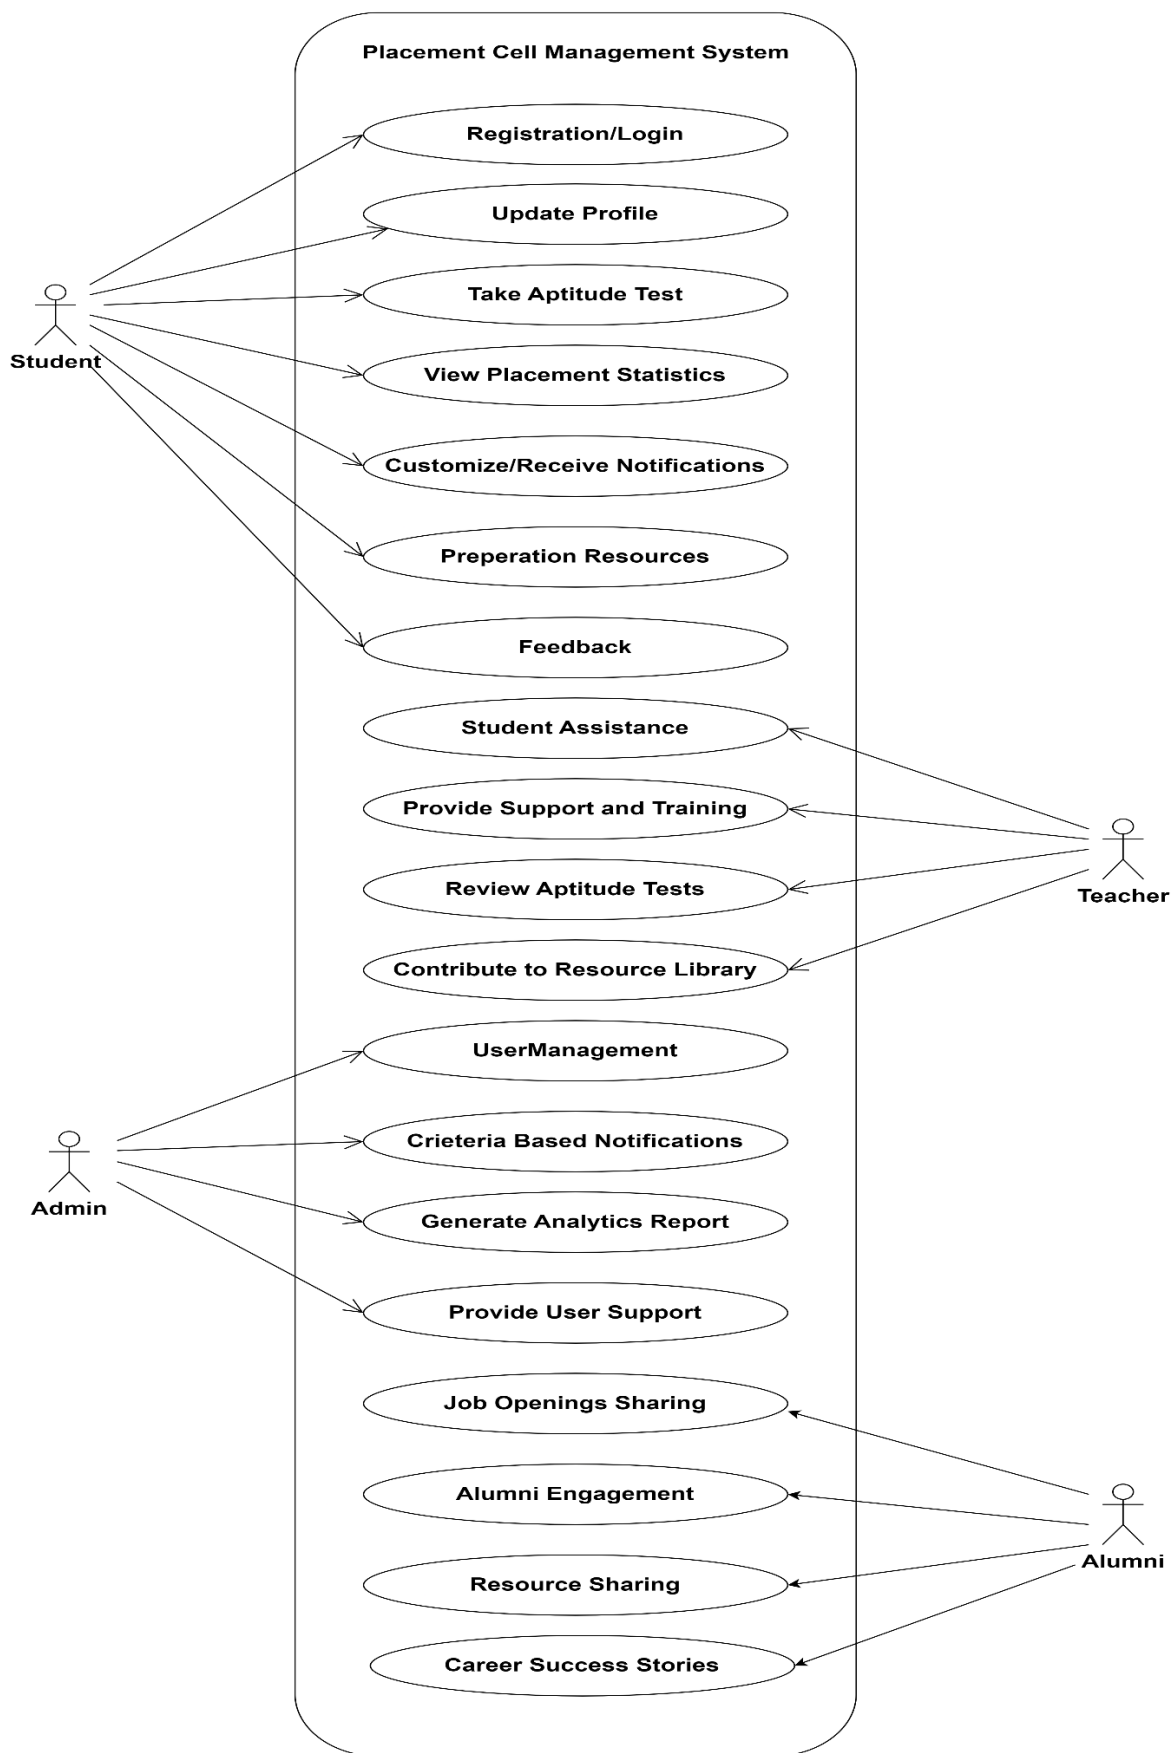 Placement Cell Management System
Registration/Login
Update Profile
Take Aptitude Test
Student
View Placement Statistics
Customize/Receive Notifications
Preperation Resources
Feedback
Student Assistance
Provide Support and Training
Teacher
Review Aptitude Tests
Contribute to Resource Library
UserManagement
Crieteria Based Notifications
Admin
Generate Analytics Report
Provide User Support
Job Openings Sharing
Alumni Engagement
Alumni
Resource Sharing
Career Success Stories